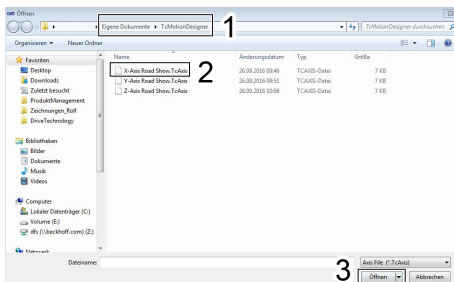 Öffnen
Eigene Dokumente ▸ TcMotionDesigner
TcMotionDesigner durchsuchen
1
Organisieren Neuer Ordner
Name Änderungsdatum Typ Größe
Favoriten
Desktop
Downloads
Zuletzt besucht
ProduktManagement
Zeichnungen_Rolf
DriveTechnology
X-Axis Road Show.TcAxis 26.09.2016 09:46 TCAXIS-Datei 7 KB
Y-Axis Road Show.TcAxis 26.09.2016 09:51 TCAXIS-Datei 7 KB
Z-Axis Road Show.TcAxis 26.09.2016 10:08 TCAXIS-Datei 7 KB
2
Bibliotheken
Bilder
Dokumente
Musik
Videos
Computer
Lokaler Datenträger (C:)
Volume (E:)
dfs (\\beckhoff.com) (Z:)
Netzwerk
Dateiname:
Axis File (*.TcAxis)
3
Öffnen Abbrechen